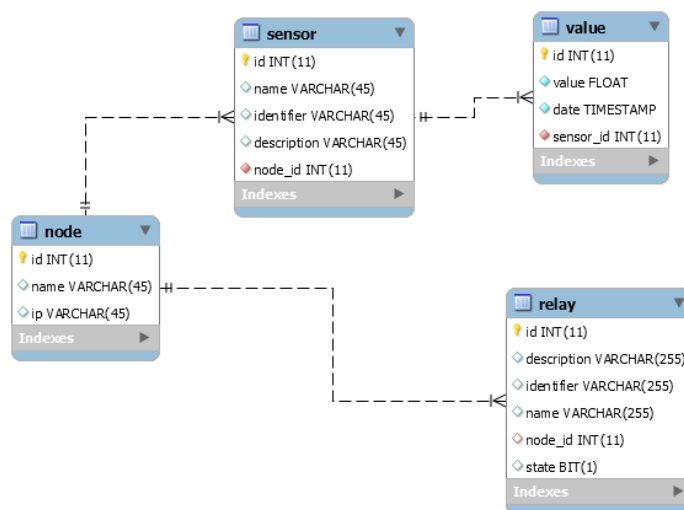 sensor
id INT(11)
name VARCHAR(45)
identifier VARCHAR(45)
description VARCHAR(45)
node_id INT(11)
Indexes
value
id INT(11)
value FLOAT
date TIMESTAMP
sensor_id INT(11)
Indexes
node
id INT(11)
name VARCHAR(45)
ip VARCHAR(45)
Indexes
relay
id INT(11)
description VARCHAR(255)
identifier VARCHAR(255)
name VARCHAR(255)
node_id INT(11)
state BIT(1)
Indexes